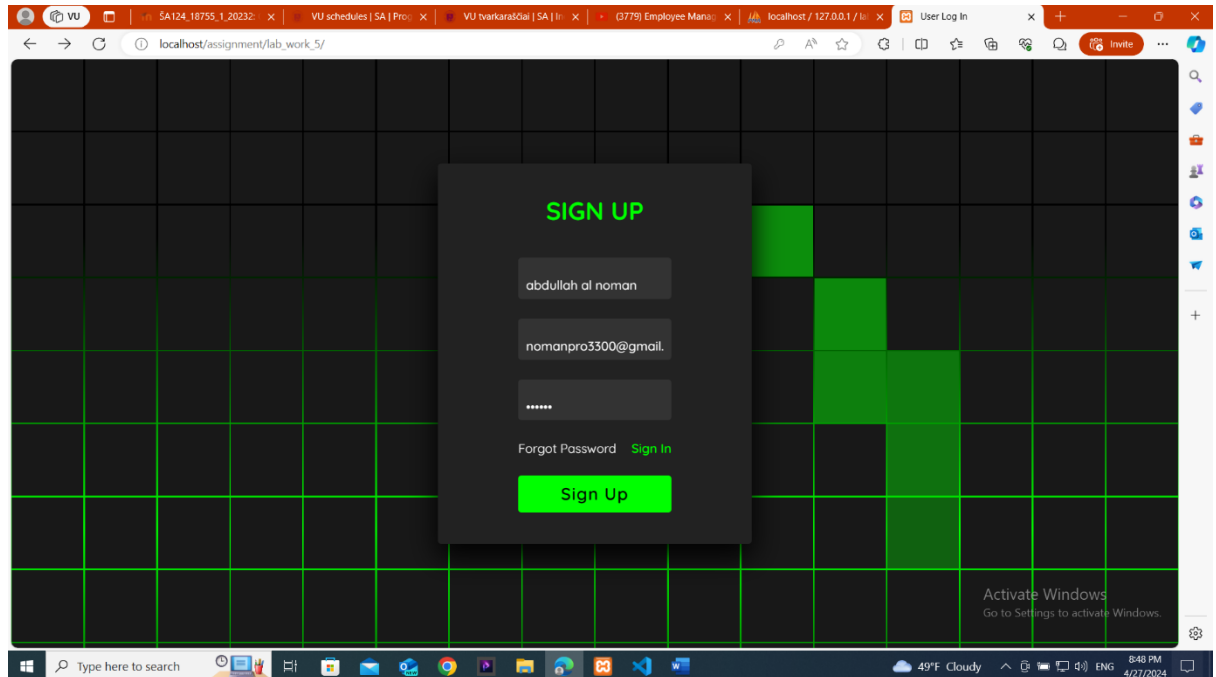 VU
ŠA124_18755_1_20232:
VU schedules | SA | Prog
VU tvarkaraščiai | SA | In
(3779) Employee Manag
localhost / 127.0.0.1 / la
User Log In
localhost/assignment/lab_work_5/
Invite
SIGN UP
abdullah al noman
nomanpro3300@gmail.
••••••
Forgot Password Sign In
Sign Up
Activate Windows
Go to Settings to activate Windows.
Type here to search
49°F Cloudy
ENG
8:48 PM
4/27/2024